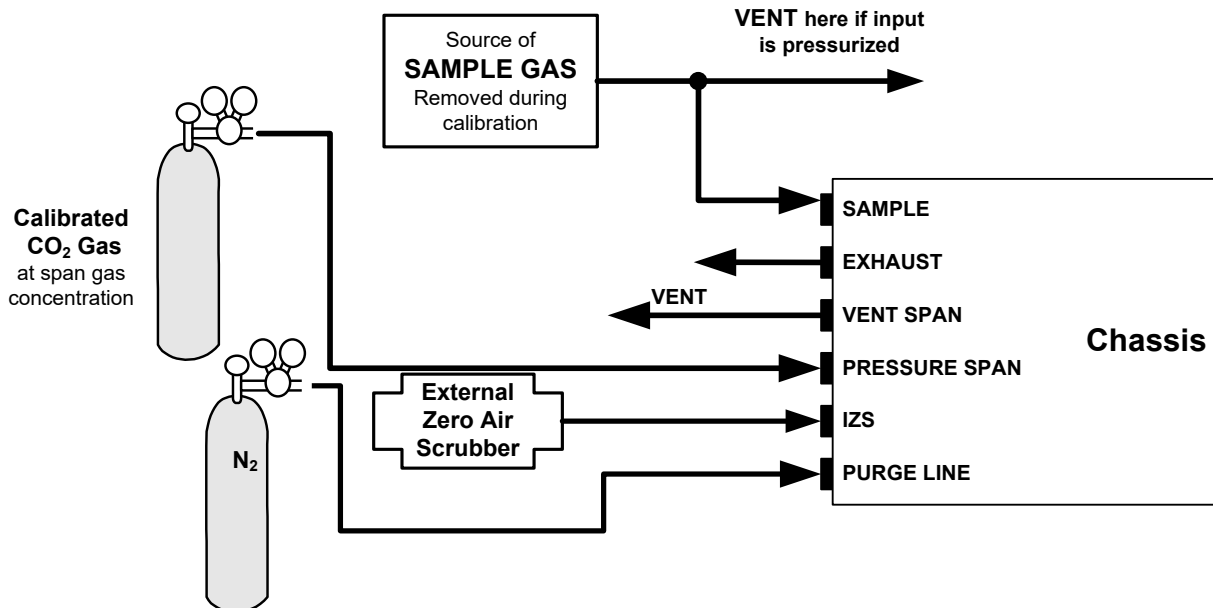 Source of
SAMPLE GAS
Removed during
calibration
VENT here if input
is pressurized
Calibrated
CO₂ Gas
at span gas
concentration
SAMPLE
EXHAUST
VENT
VENT SPAN
Chassis
PRESSURE SPAN
External
Zero Air
Scrubber
IZS
N₂
PURGE LINE